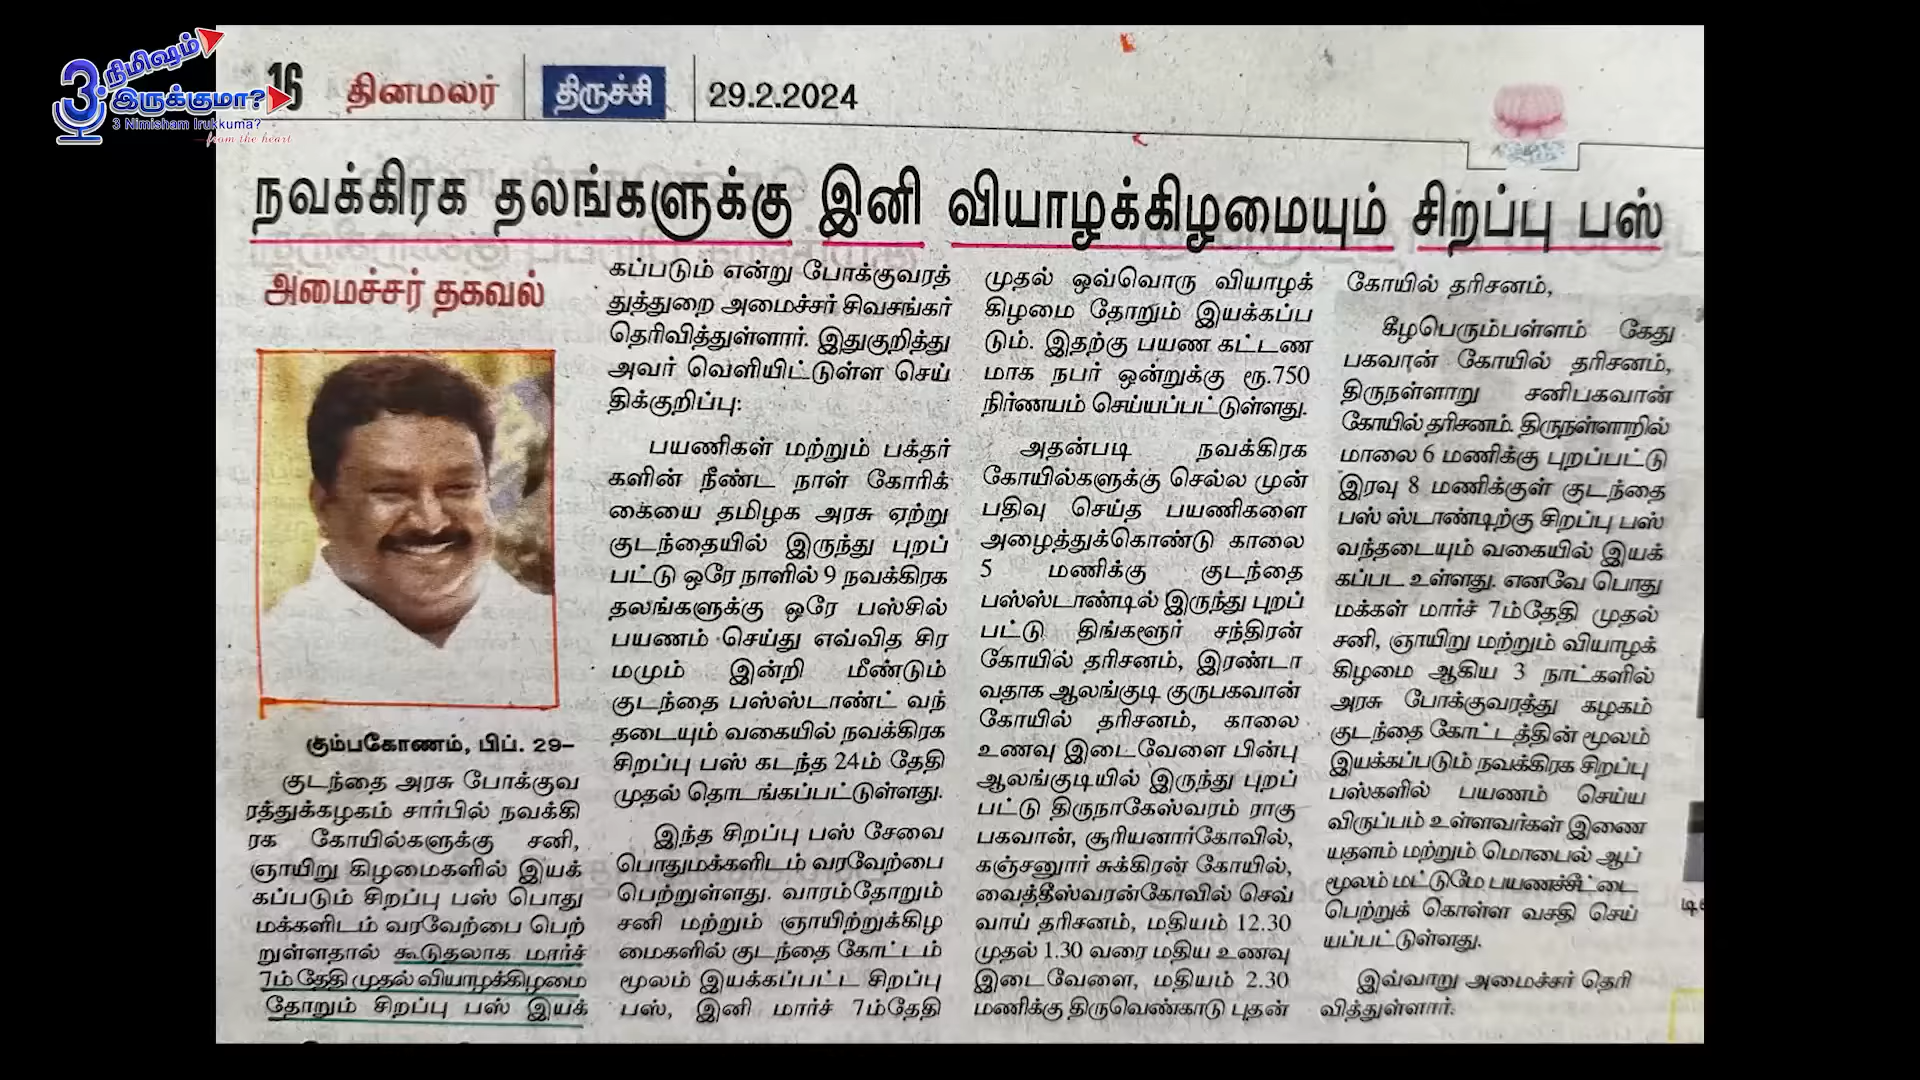 3 நிமிஷம்
இருக்குமா?
3 Nimisham Irukkuma?
from the heart
16 தினமலர் திருச்சி 29.2.2024
நவக்கிரக தலங்களுக்கு இனி வியாழக்கிழமையும் சிறப்பு பஸ்
அமைச்சர் தகவல்
கும்பகோணம், பிப். 29–
குடந்தை அரசு போக்குவ
ரத்துக்கழகம் சார்பில் நவக்கி
ரக கோயில்களுக்கு சனி,
ஞாயிறு கிழமைகளில் இயக்
கப்படும் சிறப்பு பஸ் பொது
மக்களிடம் வரவேற்பை பெற்
றுள்ளதால் கூடுதலாக மார்ச்
7ம் தேதி முதல் வியாழக்கிழமை
தோறும் சிறப்பு பஸ் இயக்
கப்படும் என்று போக்குவரத்
துத்துறை அமைச்சர் சிவசங்கர்
தெரிவித்துள்ளார். இதுகுறித்து
அவர் வெளியிட்டுள்ள செய்
திக்குறிப்பு:
பயணிகள் மற்றும் பக்தர்
களின் நீண்ட நாள் கோரிக்
கையை தமிழக அரசு ஏற்று
குடந்தையில் இருந்து புறப்
பட்டு ஒரே நாளில் 9 நவக்கிரக
தலங்களுக்கு ஒரே பஸ்சில்
பயணம் செய்து எவ்வித சிர
மமும் இன்றி மீண்டும்
குடந்தை பஸ்ஸ்டாண்ட் வந்
தடையும் வகையில் நவக்கிரக
சிறப்பு பஸ் கடந்த 24ம் தேதி
முதல் தொடங்கப்பட்டுள்ளது.
இந்த சிறப்பு பஸ் சேவை
பொதுமக்களிடம் வரவேற்பை
பெற்றுள்ளது. வாரம்தோறும்
சனி மற்றும் ஞாயிற்றுக்கிழ
மைகளில் குடந்தை கோட்டம்
மூலம் இயக்கப்பட்ட சிறப்பு
பஸ், இனி மார்ச் 7ம்தேதி
முதல் ஒவ்வொரு வியாழக்
கிழமை தோறும் இயக்கப்ப
டும். இதற்கு பயண கட்டண
மாக நபர் ஒன்றுக்கு ரூ.750
நிர்ணயம் செய்யப்பட்டுள்ளது.
அதன்படி நவக்கிரக
கோயில்களுக்கு செல்ல முன்
பதிவு செய்த பயணிகளை
அழைத்துக்கொண்டு காலை
5 மணிக்கு குடந்தை
பஸ்ஸ்டாண்டில் இருந்து புறப்
பட்டு திங்களூர் சந்திரன்
கோயில் தரிசனம், இரண்டா
வதாக ஆலங்குடி குருபகவான்
கோயில் தரிசனம், காலை
உணவு இடைவேளை பின்பு
ஆலங்குடியில் இருந்து புறப்
பட்டு திருநாகேஸ்வரம் ராகு
பகவான், சூரியனார்கோவில்,
கஞ்சனூர் சுக்கிரன் கோயில்,
வைத்தீஸ்வரன்கோவில் செவ்
வாய் தரிசனம், மதியம் 12.30
முதல் 1.30 வரை மதிய உணவு
இடைவேளை, மதியம் 2.30
மணிக்கு திருவெண்காடு புதன்
கோயில் தரிசனம்,
கீழபெரும்பள்ளம் கேது
பகவான் கோயில் தரிசனம்,
திருநள்ளாறு சனிபகவான்
கோயில் தரிசனம். திருநள்ளாறில்
மாலை 6 மணிக்கு புறப்பட்டு
இரவு 8 மணிக்குள் குடந்தை
பஸ் ஸ்டாண்டிற்கு சிறப்பு பஸ்
வந்தடையும் வகையில் இயக்
கப்பட உள்ளது. எனவே பொது
மக்கள் மார்ச் 7ம்தேதி முதல்
சனி, ஞாயிறு மற்றும் வியாழக்
கிழமை ஆகிய 3 நாட்களில்
அரசு போக்குவரத்து கழகம்
குடந்தை கோட்டத்தின் மூலம்
இயக்கப்படும் நவக்கிரக சிறப்பு
பஸ்களில் பயணம் செய்ய
விருப்பம் உள்ளவர்கள் இணை
யதளம் மற்றும் மொபைல் ஆப்
மூலம் மட்டுமே பயணச்சீட்டை
பெற்றுக் கொள்ள வசதி செய்
யப்பட்டுள்ளது.
இவ்வாறு அமைச்சர் தெரி
வித்துள்ளார்.